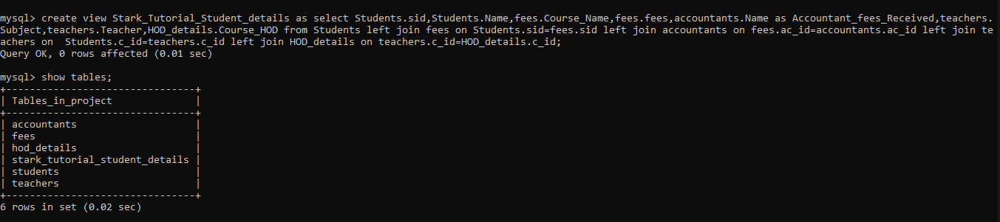 mysql> create view Stark_Tutorial_Student_details as select Students.sid,Students.Name,fees.Course_Name,fees.fees,accountants.Name as Accountant_fees_Received,teachers.
Subject,teachers.Teacher,HOD_details.Course_HOD from Students left join fees on Students.sid=fees.sid left join accountants on fees.ac_id=accountants.ac_id left join te
achers on  Students.c_id=teachers.c_id left join HOD_details on teachers.c_id=HOD_details.c_id;
Query OK, 0 rows affected (0.01 sec)
mysql> show tables;
+--------------------------------+
| Tables_in_project              |
+--------------------------------+
| accountants                    |
| fees                           |
| hod_details                    |
| stark_tutorial_student_details |
| students                       |
| teachers                       |
+--------------------------------+
6 rows in set (0.02 sec)